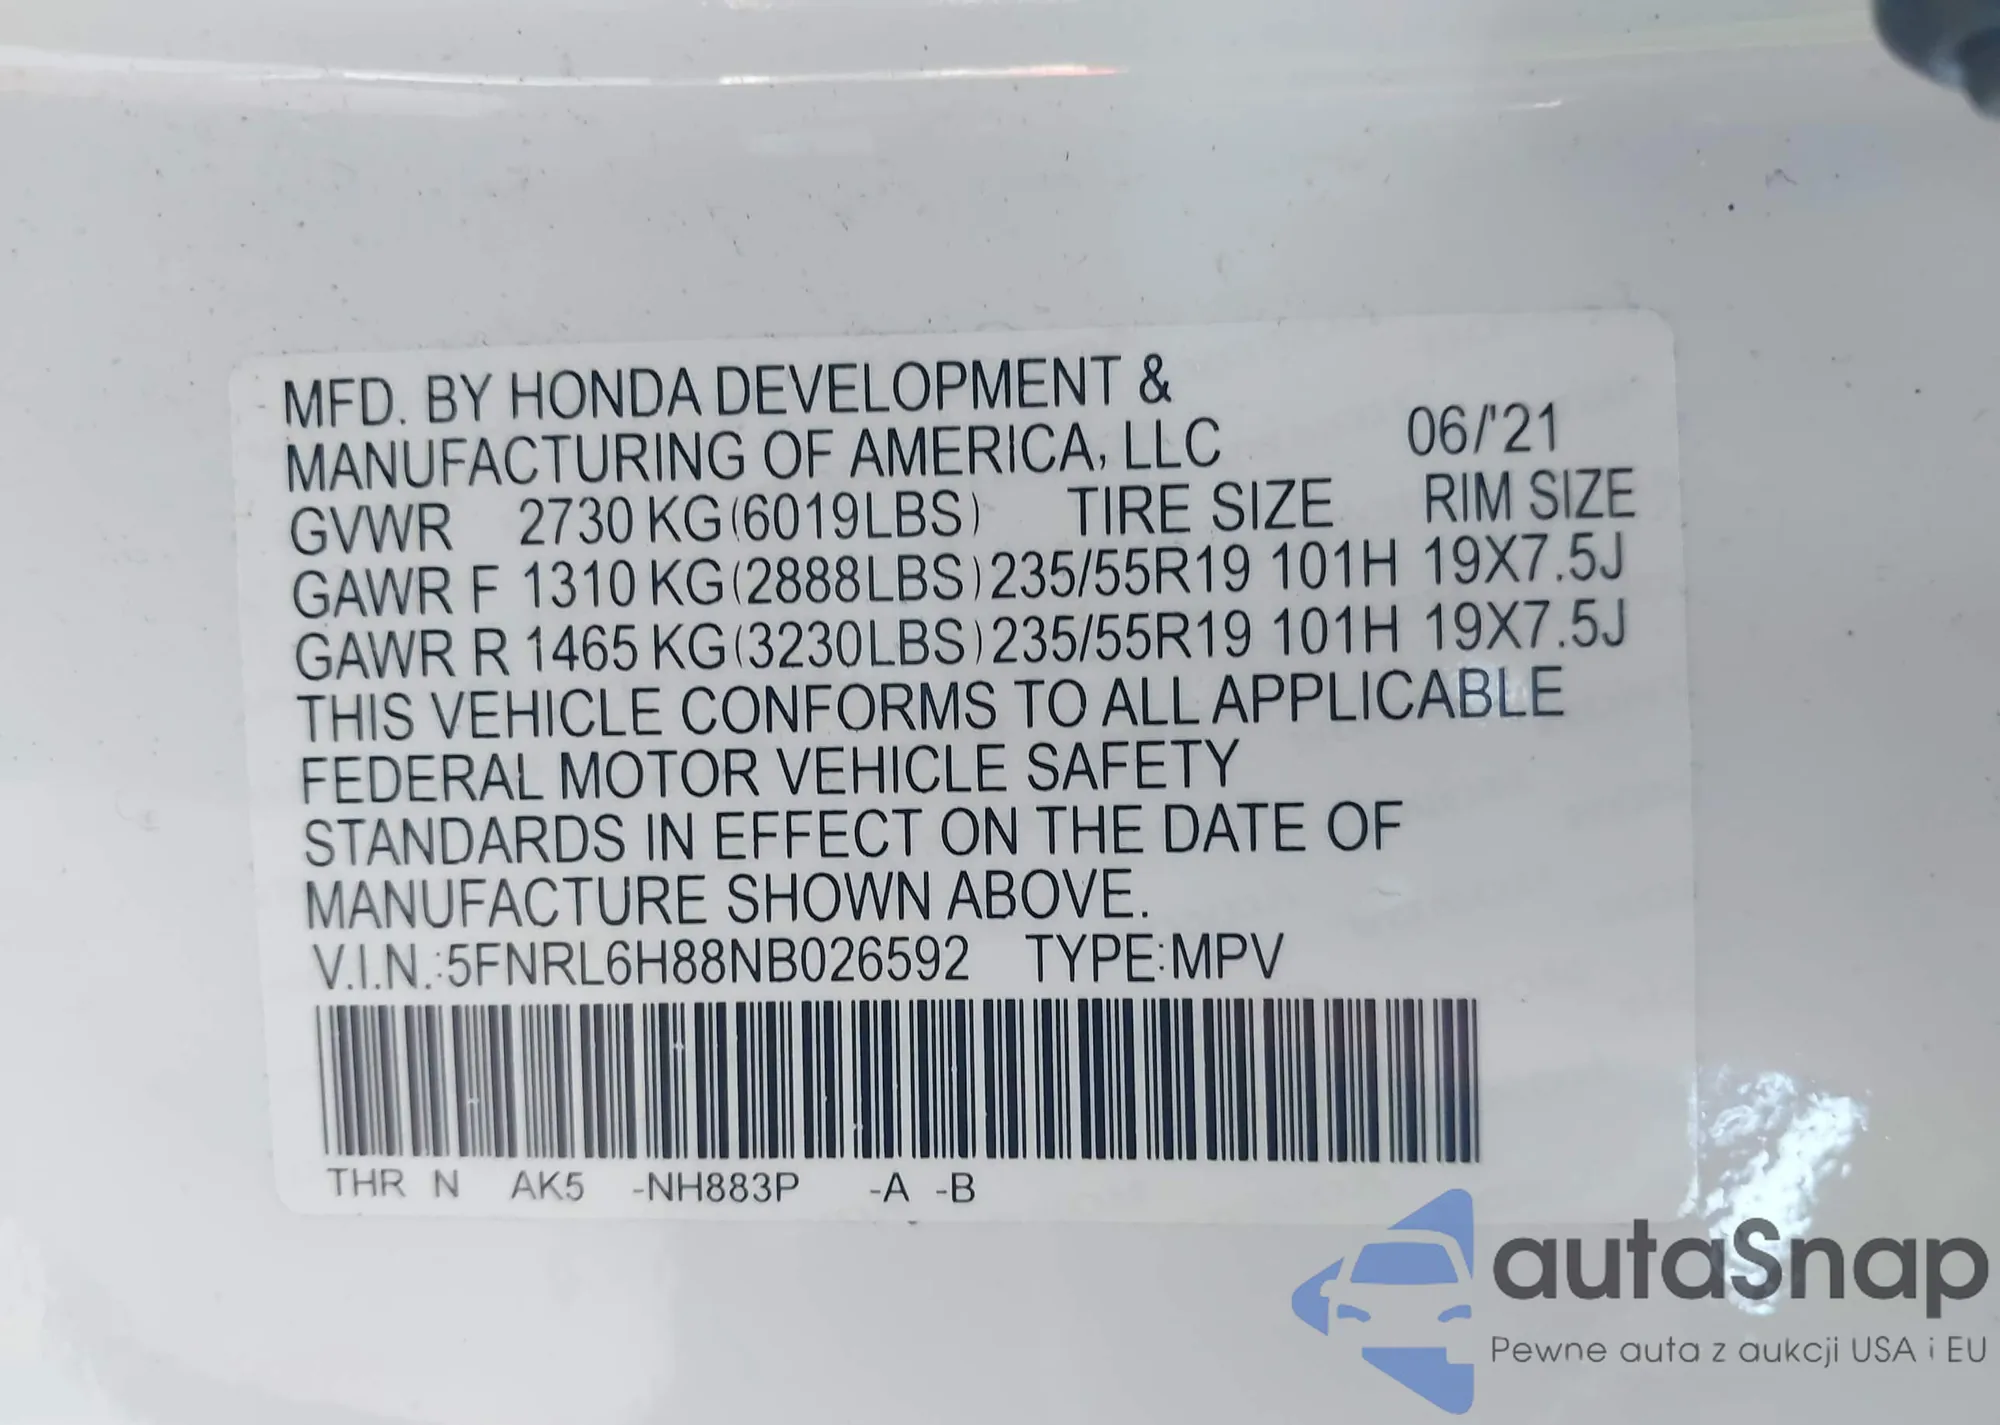 MFD. BY HONDA DEVELOPMENT &
MANUFACTURING OF AMERICA, LLC 06/'21
GVWR 2730 KG(6019LBS) TIRE SIZE RIM SIZE
GAWR F 1310 KG(2888LBS)235/55R19 101H 19X7.5J
GAWR R 1465 KG(3230LBS)235/55R19 101H 19X7.5J
THIS VEHICLE CONFORMS TO ALL APPLICABLE
FEDERAL MOTOR VEHICLE SAFETY
STANDARDS IN EFFECT ON THE DATE OF
MANUFACTURE SHOWN ABOVE.
V.I.N.:5FNRL6H88NB026592 TYPE:MPV
THR N AK5 -NH883P -A -B
autaSnap
Pewne auta z aukcji USA i EU